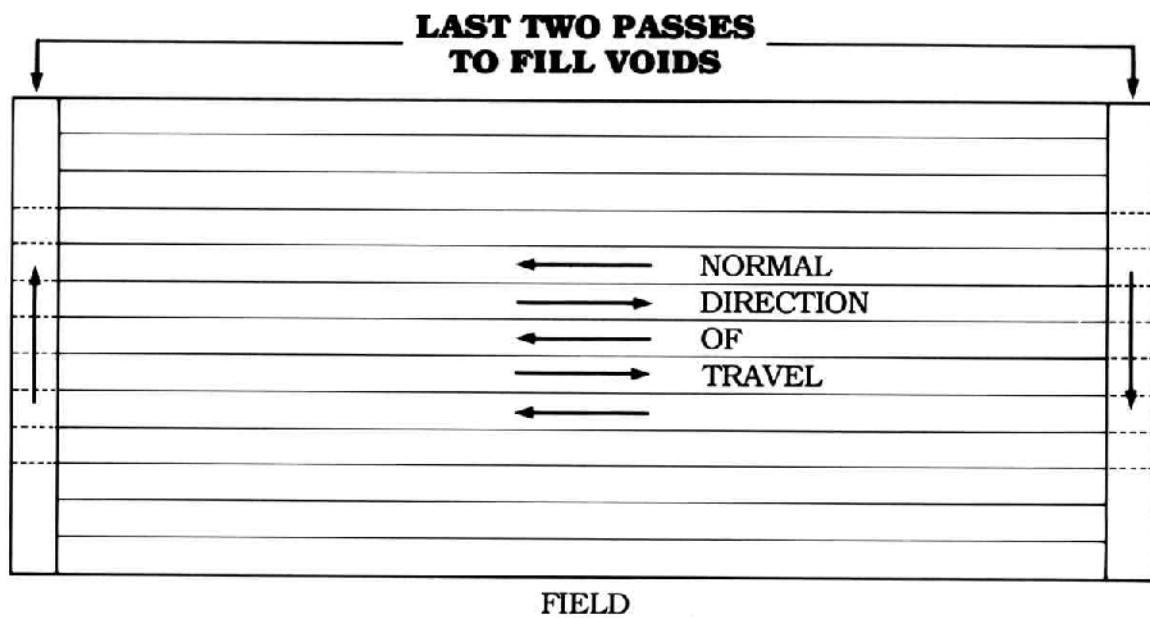 LAST TWO PASSES
TO FILL VOIDS
NORMAL
DIRECTION
OF
TRAVEL
FIELD